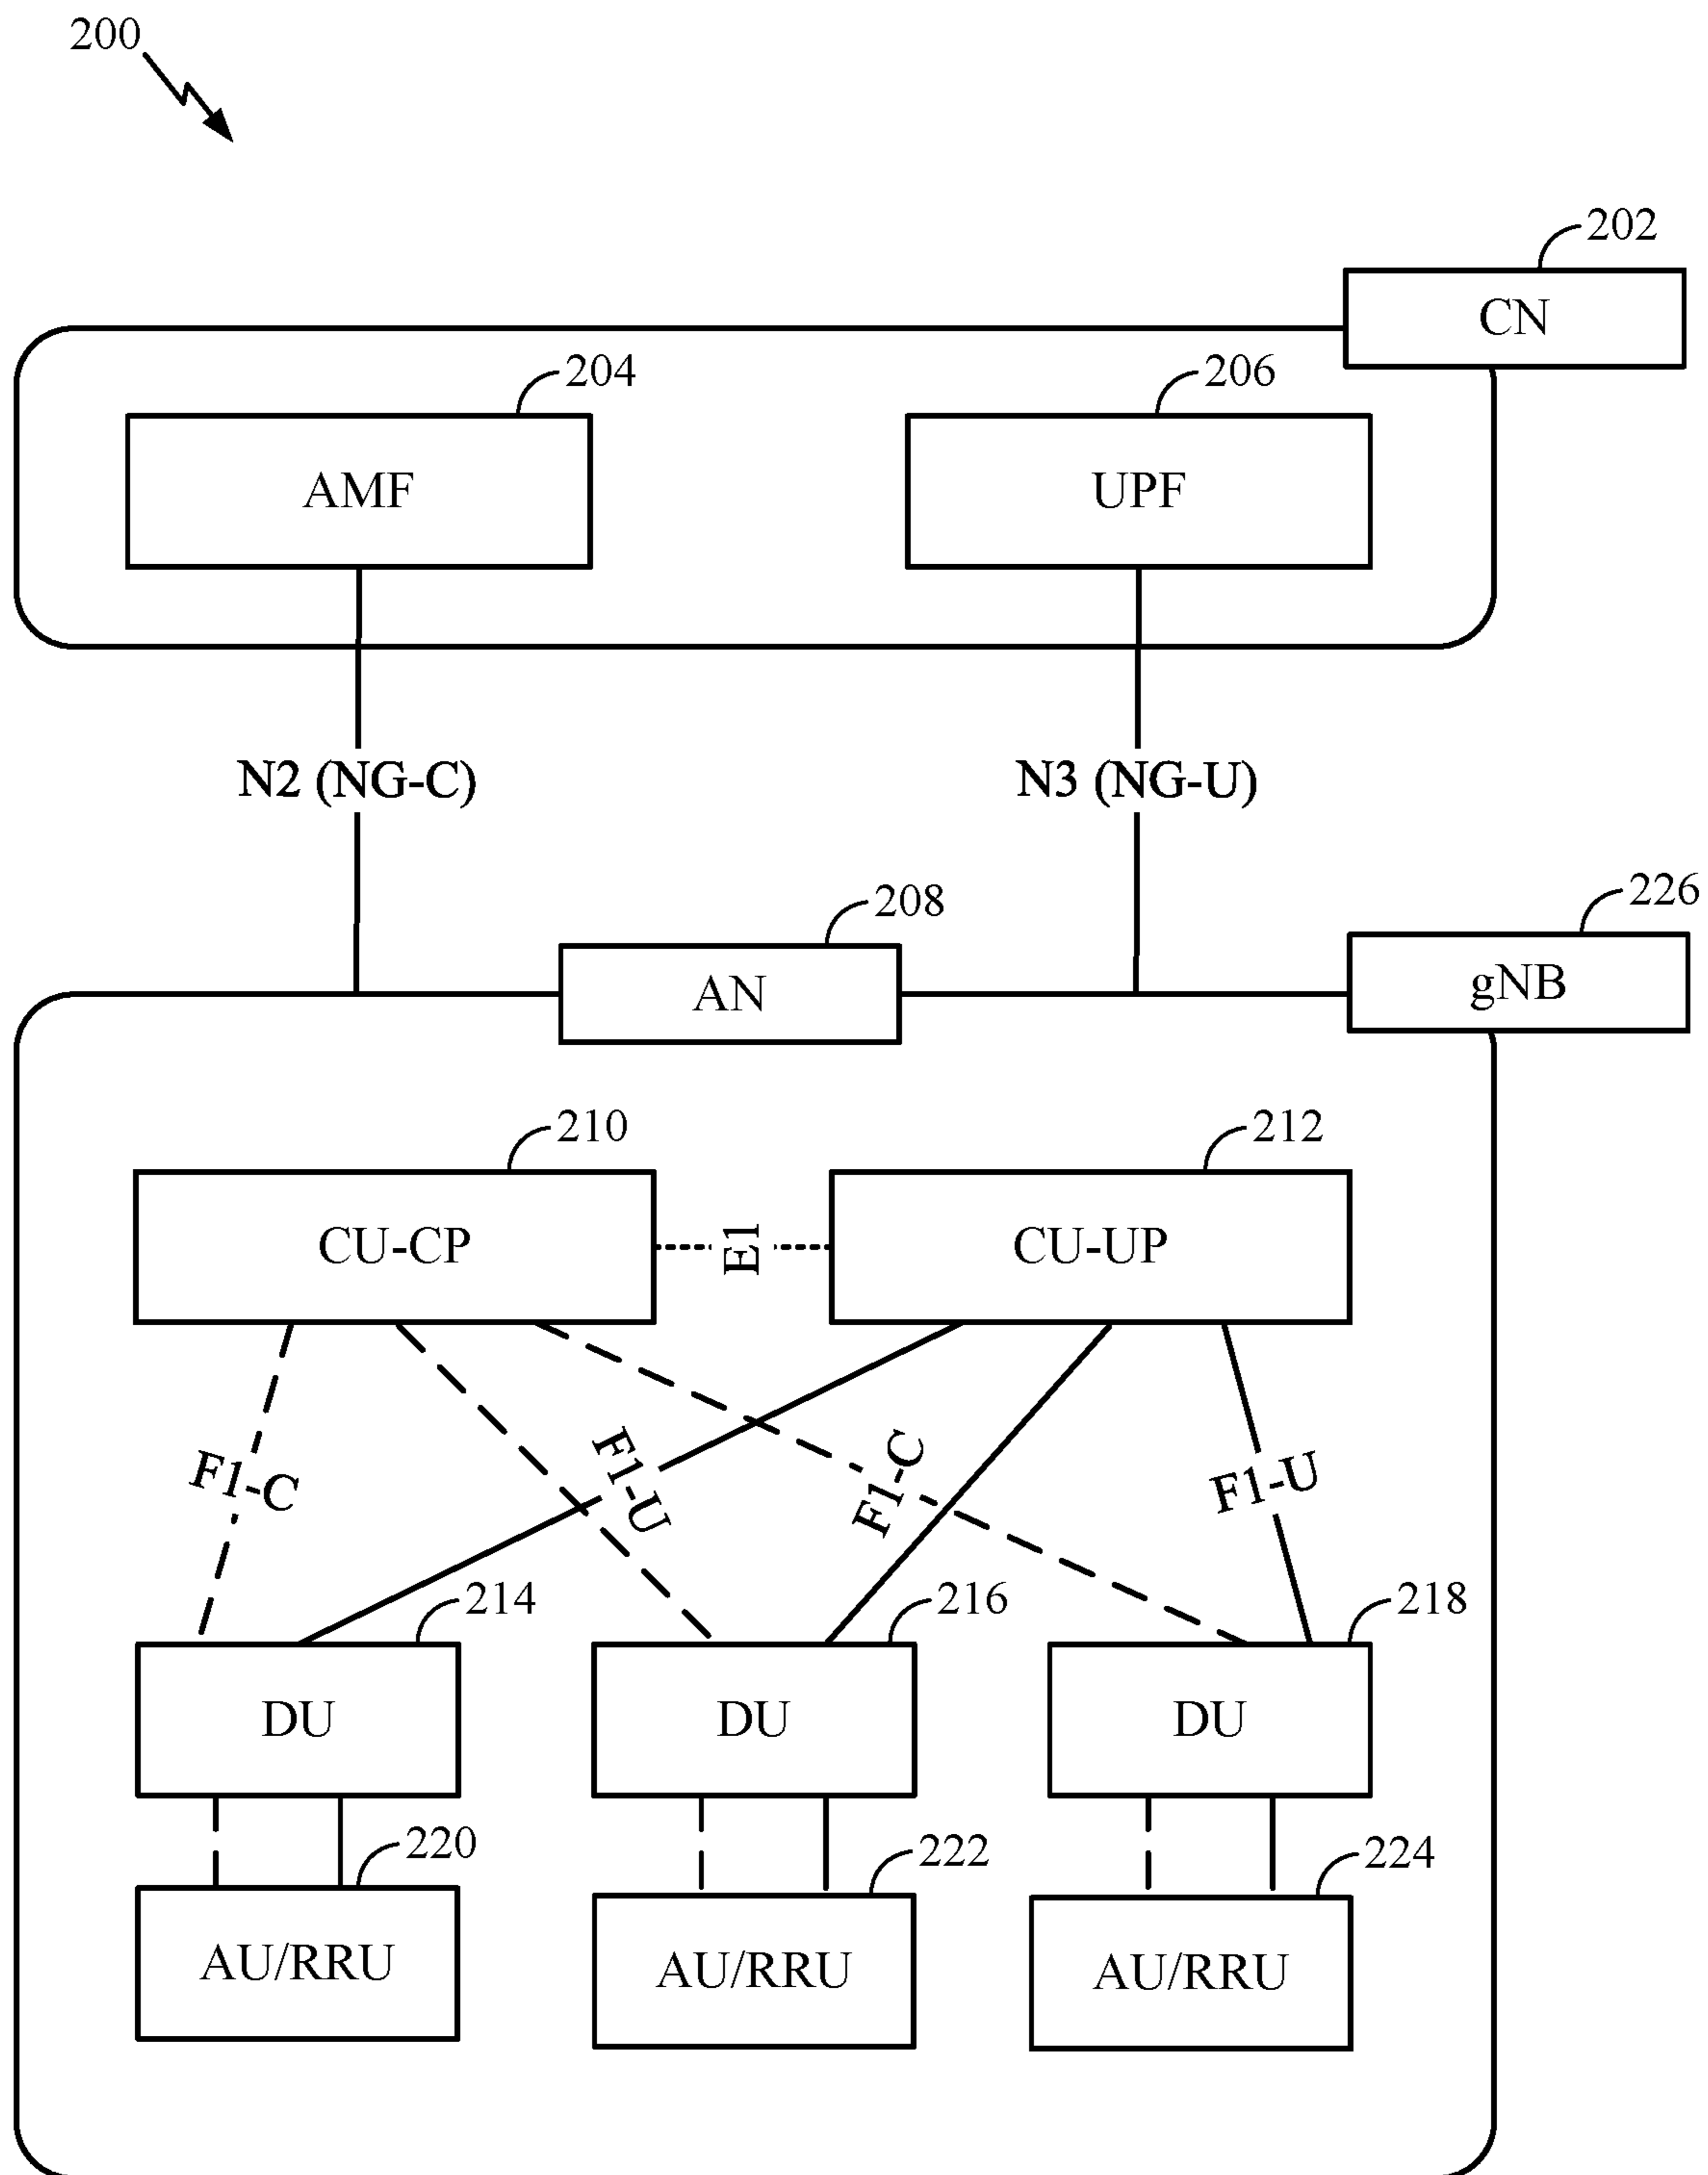 200
202
CN
204
206
AMF
UPF
N2 (NG-C)
N3 (NG-U)
208
226
AN
gNB
210
212
CU-CP
E1
CU-UP
F1-C
F1-U
F1-C
F1-U
214
216
218
DU
DU
DU
220
222
224
AU/RRU
AU/RRU
AU/RRU